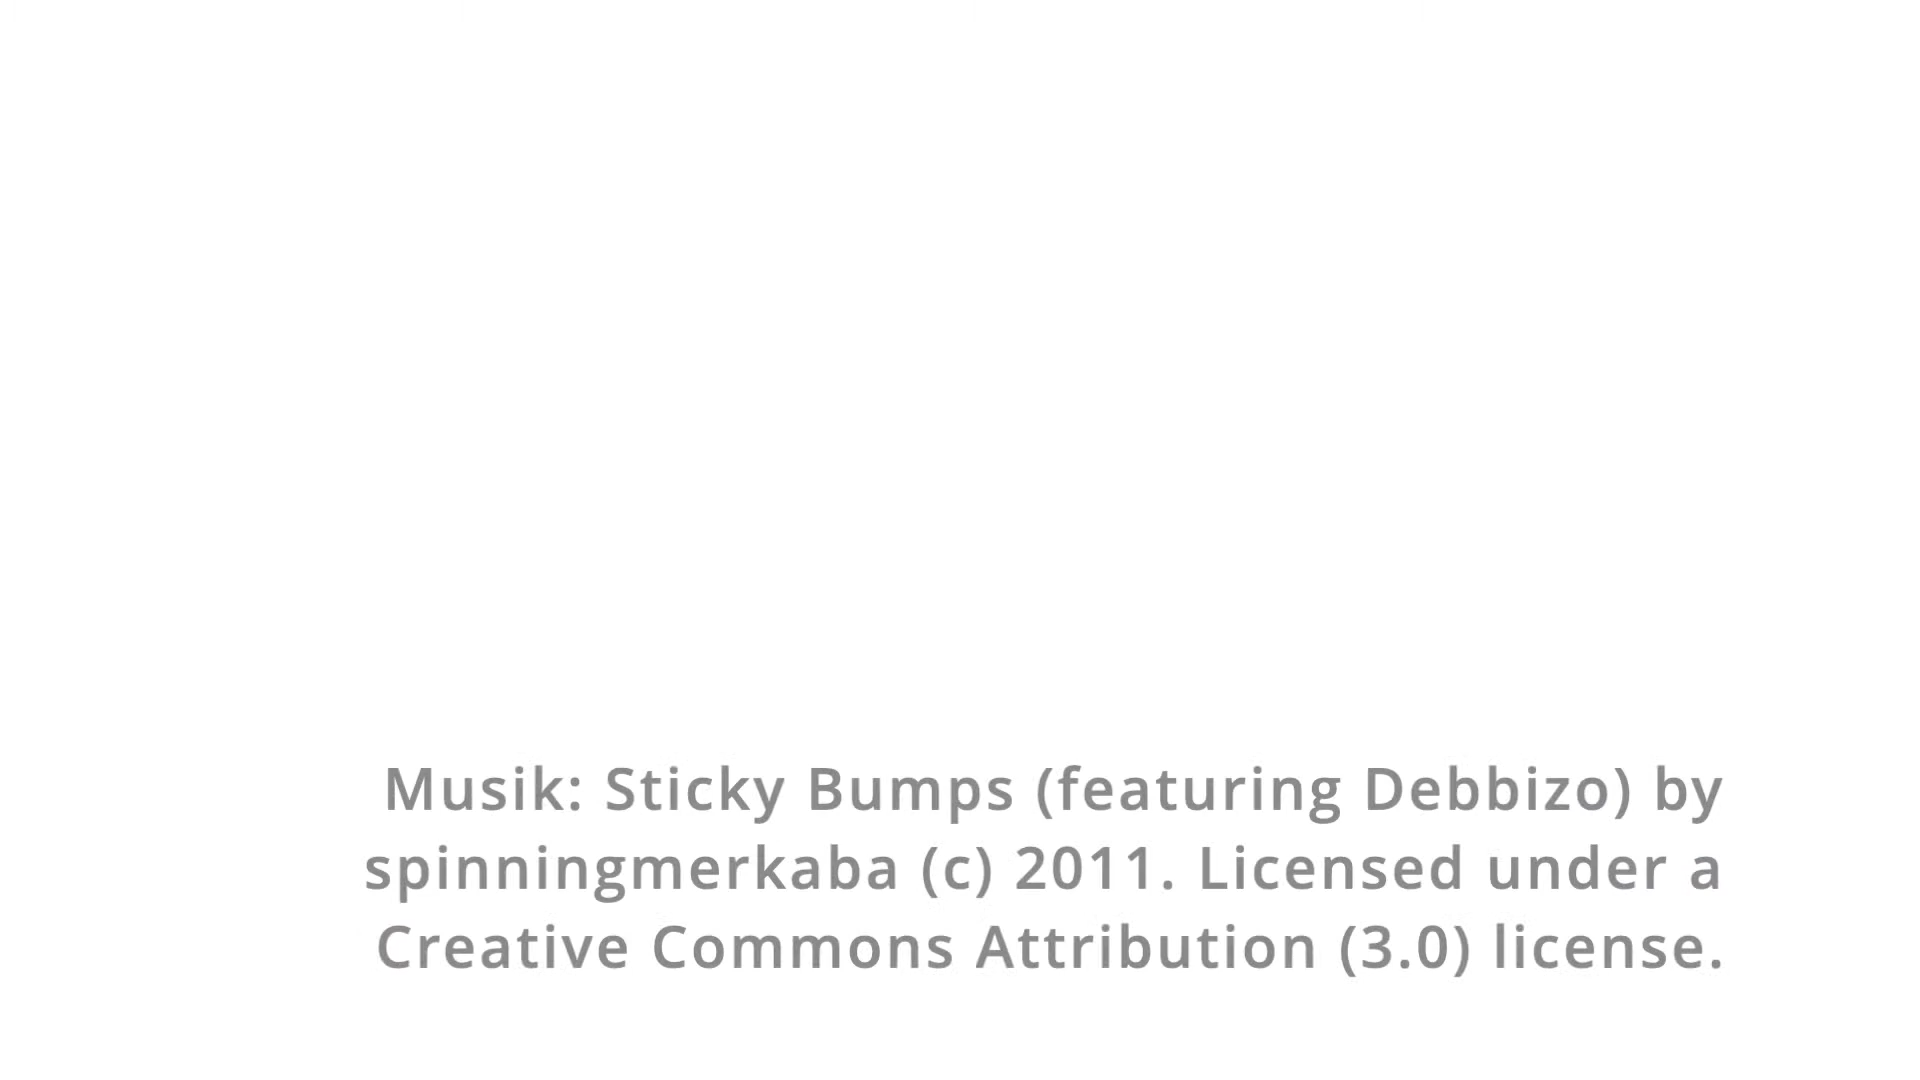 Musik: Sticky Bumps (featuring Debbizo) by
spinningmerkaba (c) 2011. Licensed under a
Creative Commons Attribution (3.0) license.